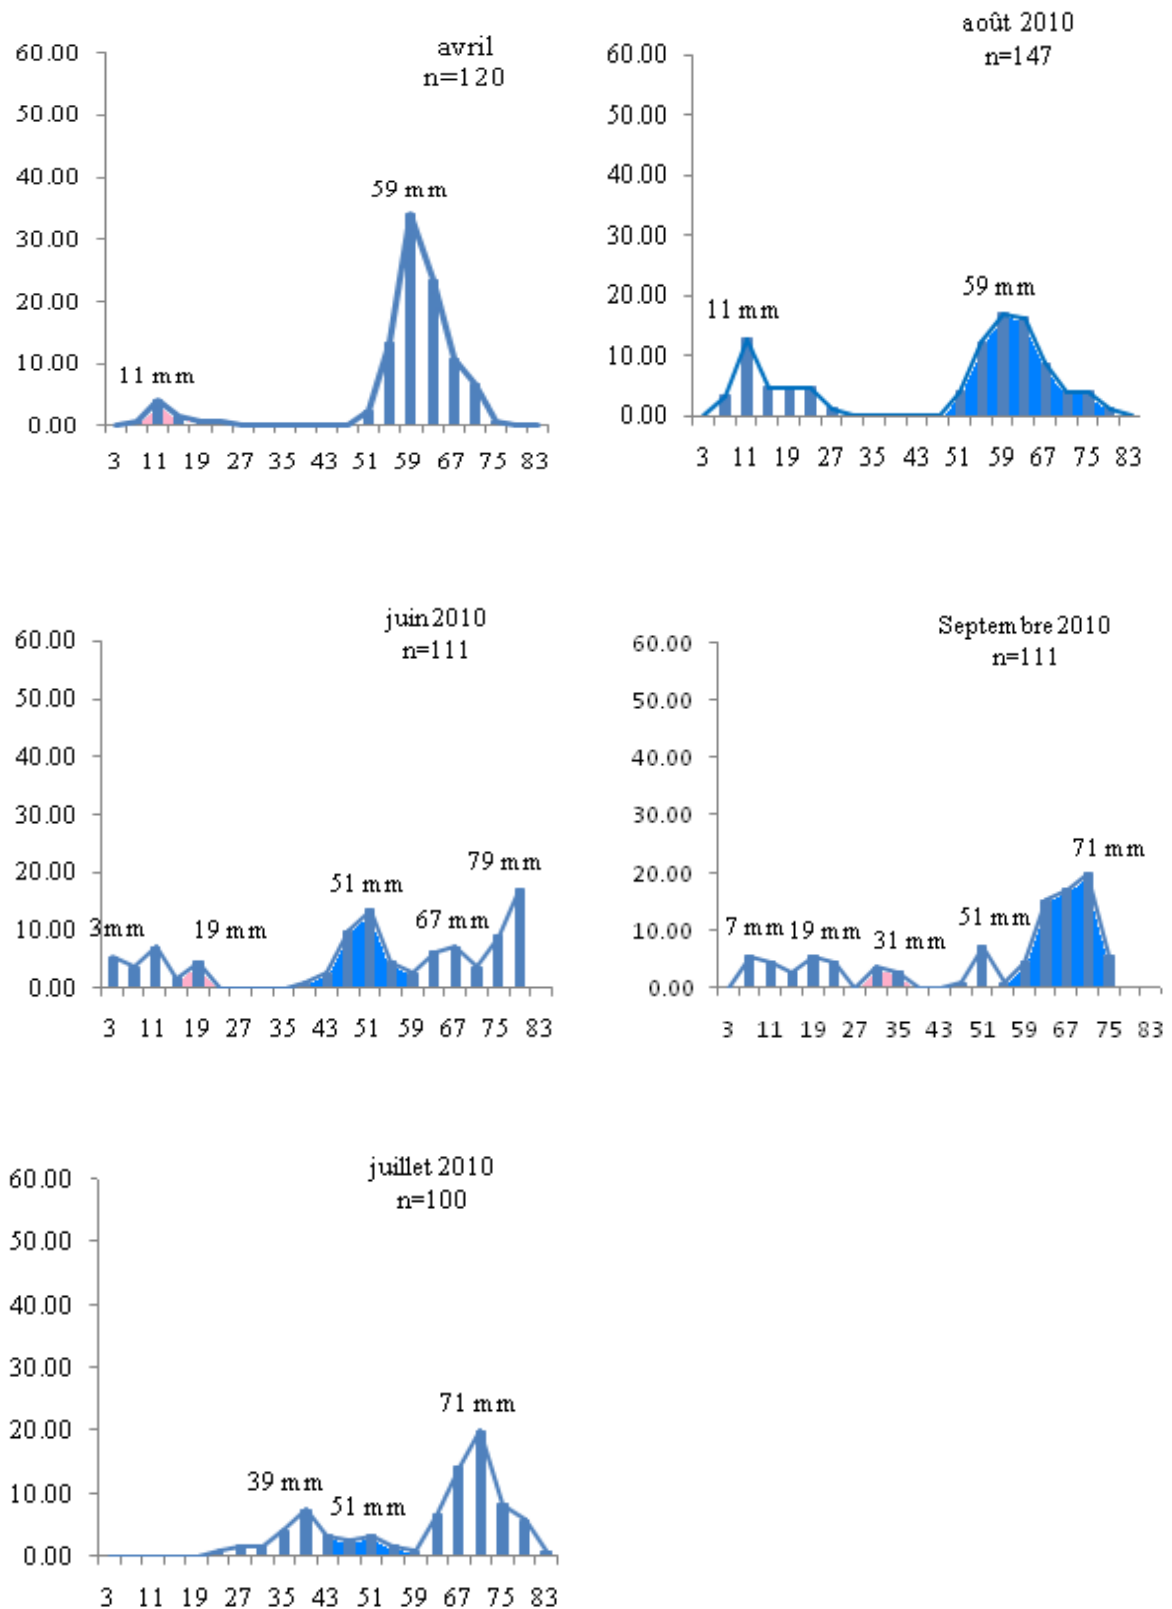 avril
n=120
60.00
50.00
40.00
30.00
20.00
10.00
0.00
59 mm
11 mm
3 11 19 27 35 43 51 59 67 75 83
août 2010
n=147
60.00
50.00
40.00
30.00
20.00
10.00
0.00
59 mm
11 mm
3 11 19 27 35 43 51 59 67 75 83
juin2010
n=111
60.00
50.00
40.00
30.00
20.00
10.00
0.00
79 mm
51 mm
67 mm
3mm 19 mm
3 11 19 27 35 43 51 59 67 75 83
Septembre2010
n=111
60.00
50.00
40.00
30.00
20.00
10.00
0.00
71 mm
51 mm
7 mm 19 mm 31 mm
3 11 19 27 35 43 51 59 67 75 83
juillet 2010
n=100
60.00
50.00
40.00
30.00
20.00
10.00
0.00
71 mm
39 mm
51 mm
3 11 19 27 35 43 51 59 67 75 83